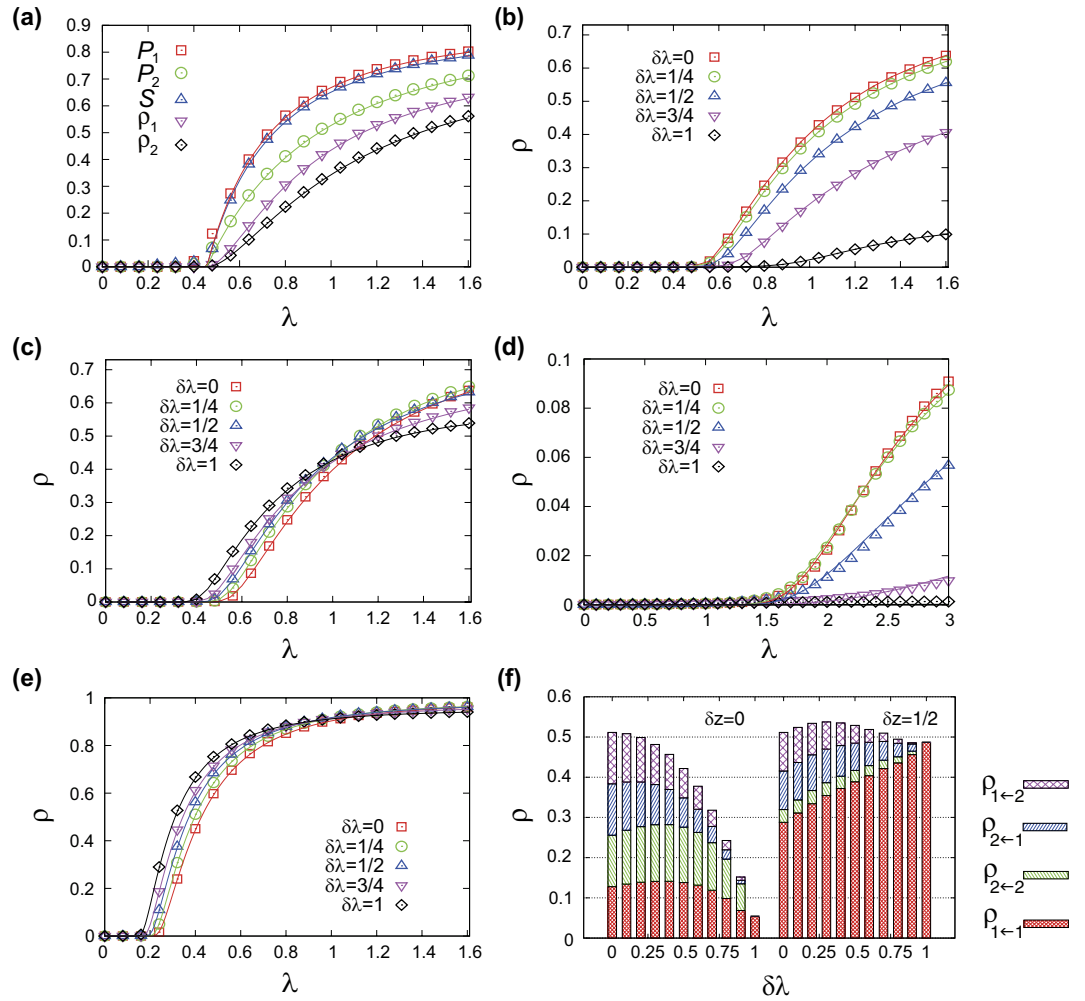 (a)
0.9
0.8
0.7
0.6
0.5
0.4
0.3
0.2
0.1
0
P1
P2
S
ρ1
ρ2
0 0.2 0.4 0.6 0.8 1 1.2 1.4 1.6
λ
(b)
ρ
0.7
0.6
0.5
0.4
0.3
0.2
0.1
0
δλ=0
δλ=1/4
δλ=1/2
δλ=3/4
δλ=1
0 0.2 0.4 0.6 0.8 1 1.2 1.4 1.6
λ
(c)
ρ
0.7
0.6
0.5
0.4
0.3
0.2
0.1
0
δλ=0
δλ=1/4
δλ=1/2
δλ=3/4
δλ=1
0 0.2 0.4 0.6 0.8 1 1.2 1.4 1.6
λ
(d)
ρ
0.1
0.08
0.06
0.04
0.02
0
δλ=0
δλ=1/4
δλ=1/2
δλ=3/4
δλ=1
0 0.5 1 1.5 2 2.5 3
λ
(e)
ρ
1
0.8
0.6
0.4
0.2
0
δλ=0
δλ=1/4
δλ=1/2
δλ=3/4
δλ=1
0 0.2 0.4 0.6 0.8 1 1.2 1.4 1.6
λ
(f)
ρ
0.6
0.5
0.4
0.3
0.2
0.1
0
δz=0 δz=1/2
0 0.25 0.75 1 0 0.25 0.75 1
δλ
ρ1←2
ρ2←1
ρ2←2
ρ1←1